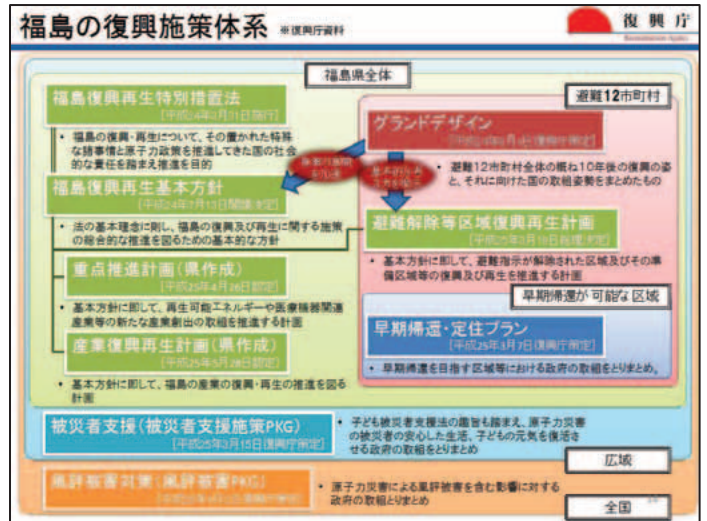 福島の復興施策体系 ※復興庁資料
復興庁
福島県全体
福島復興再生特別措置法
[平成24年3月31日施行]
・ 福島の復興・再生について、その置かれた特殊
な諸事情と原子力政策を推進してきた国の社会
的な責任を踏まえ推進を目的
福島復興再生基本方針
[平成24年7月13日閣議決定]
・ 法の基本理念に則し、福島の復興及び再生に関する施策
の総合的な推進を図るための基本的な方針
重点推進計画(県作成)
[平成25年4月26日認定]
・ 基本方針に即して、再生可能エネルギーや医療機器関連
産業等の新たな産業創出の取組を推進する計画
産業復興再生計画(県作成)
[平成25年5月28日認定]
・ 基本方針に即して、福島の産業の復興・再生の推進を図る
計画
避難12市町村
グランドデザイン
・ 避難12市町村全体の概ね10年後の復興の姿
と、それに向けた国の取組姿勢をまとめたもの
避難解除等区域復興再生計画
・ 基本方針に即して、避難指示が解除された区域及びその準
備区域等の復興及び再生を推進する計画
早期帰還が可能な区域
早期帰還・定住プラン
[平成25年3月7日復興庁策定]
・ 早期帰還を目指す区域等における政府の取組をとりまとめ。
被災者支援(被災者支援施策PKG)
[平成25年3月15日復興庁策定]
・ 子ども被災者支援法の趣旨も踏まえ、原子力災害
の被災者の安心した生活、子どもの元気を復活さ
せる政府の取組をとりまとめ
広域
風評被害対策(風評被害PKG)
・ 原子力災害による風評被害を含む影響に対する
政府の取組とりまとめ
全国